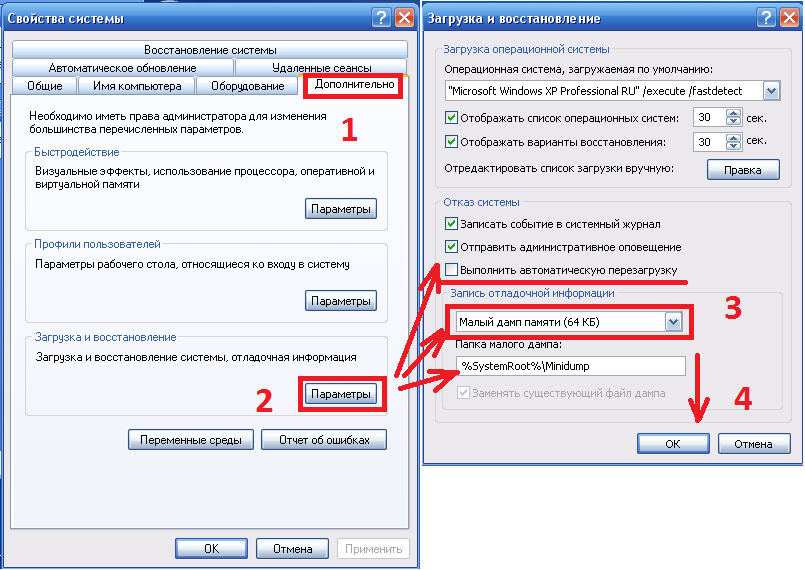 Свойства системы
Восстановление системы
Автоматическое обновление
Удаленные сеансы
Общие
Имя компьютера
Оборудование
Дополнительно
Необходимо иметь права администратора для изменения
большинства перечисленных параметров.
1
Быстродействие
Визуальные эффекты, использование процессора, оперативной и
виртуальной памяти
Параметры
Профили пользователей
Параметры рабочего стола, относящиеся ко входу в систему
Параметры
Загрузка и восстановление
Загрузка и восстановление системы, отладочная информация
2
Параметры
Переменные среды
Отчет об ошибках
ОК
Отмена
Применить
Загрузка и восстановление
Загрузка операционной системы
Операционная система, загружаемая по умолчанию:
"Microsoft Windows XP Professional RU" /execute /fastdetect
Отображать список операционных систем:
30
сек.
Отображать варианты восстановления:
30
сек.
Отредактировать список загрузки вручную:
Правка
Отказ системы
Записать событие в системный журнал
Отправить административное оповещение
Выполнить автоматическую перезагрузку
Запись отладочной информации
3
Малый дамп памяти (64 КБ)
Папка малого дампа:
%SystemRoot%\Minidump
Заменять существующий файл дампа
4
ОК
Отмена